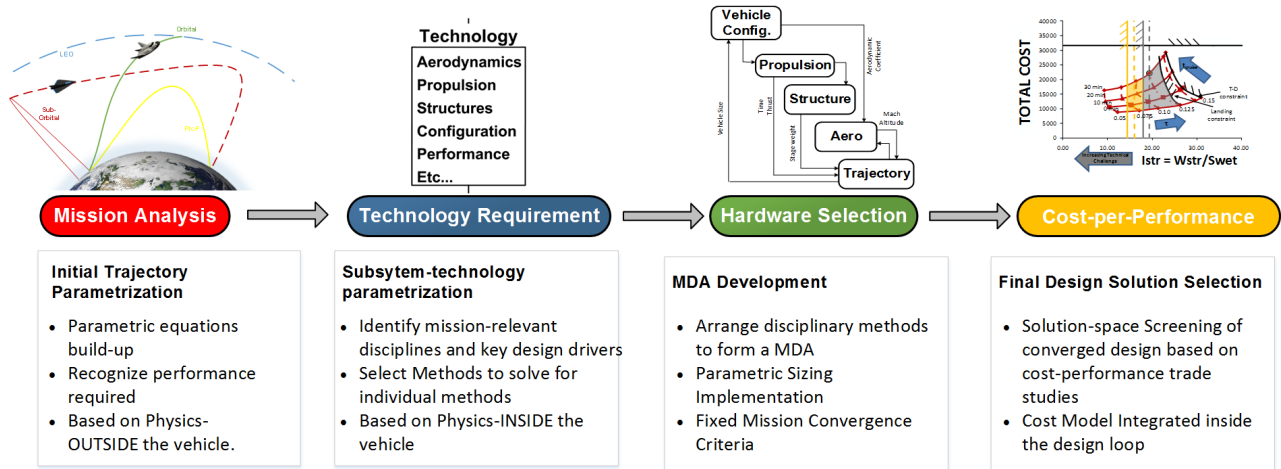 LEO
Orbital
Sub-
Orbital
Technology
Aerodynamics
Propulsion
Structures
Configuration
Performance
Etc...
Vehicle
Config.
Propulsion
Structure
Aero
Trajectory
Aerodynamic
Coefficient
Vehicle Size
Time
Thrust
Stage weight
Mach
Altitude
TOTAL COST
40000
35000
30000
25000
20000
15000
10000
5000
0
0.00
10.00
20.00
30.00
40.00
30 min
20 min
10
0
0.05
0.075
0.10
0.125
0.15
T-D
constraint
Landing
constraint
τ
Increasing Technical
Challenge
Istr = Wstr/Swet
Mission Analysis
Technology Requirement
Hardware Selection
Cost-per-Performance
Initial Trajectory
Parametrization
• Parametric equations
build-up
• Recognize performance
required
• Based on Physics-
OUTSIDE the vehicle.
Subsytem-technology
parametrization
• Identify mission-relevant
disciplines and key design drivers
• Select Methods to solve for
individual methods
• Based on Physics-INSIDE the
vehicle
MDA Development
• Arrange disciplinary methods
to form a MDA
• Parametric Sizing
Implementation
• Fixed Mission Convergence
Criteria
Final Design Solution Selection
• Solution-space Screening of
converged design based on
cost-performance trade
studies
• Cost Model Integrated inside
the design loop